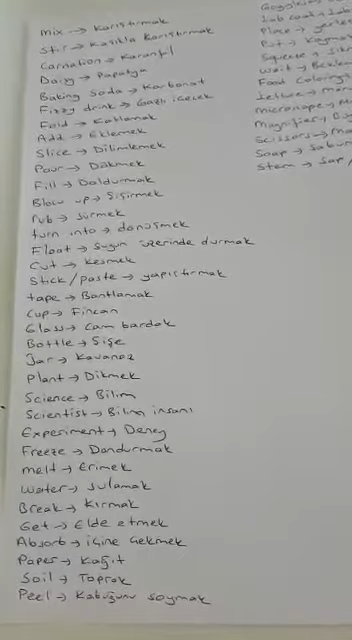 Mix → Karıştırmak
Stir → Kaşıkla Karıştırmak
Carnation → Karanfil
Daisy → Papatya
Baking soda → Karbonat
Fizzy drink → Gazlı içecek
Fold → Katlamak
Add → Eklemek
Slice → Dilimlemek
Pour → Dökmek
Fill → Doldurmak
Blow up → Şişirmek
rub → sürmek
turn into → dönüşmek
Float → Suyun üzerinde durmak
Cut → kesmek
Stick/paste → yapıştırmak
tape → Bantlamak
Cup → Fincan
Glass → Cam bardak
Bottle → Şişe
Jar → Kavanoz
Plant → Dikmek
Science → Bilim
Scientist → Bilim insanı
Experiment → Deney
Freeze → Dondurmak
melt → Erimek
Water → Sulamak
Break → Kırmak
Get → Elde etmek
Absorb → içine çekmek
Paper → Kağıt
Soil → Toprak
Peel → Kabuğunu soymak
Lab coat →
Place →
Put →
Squeeze →
Wait →
Food Coloring
Scissors →
Soap → Sabun
Stem → Sap /